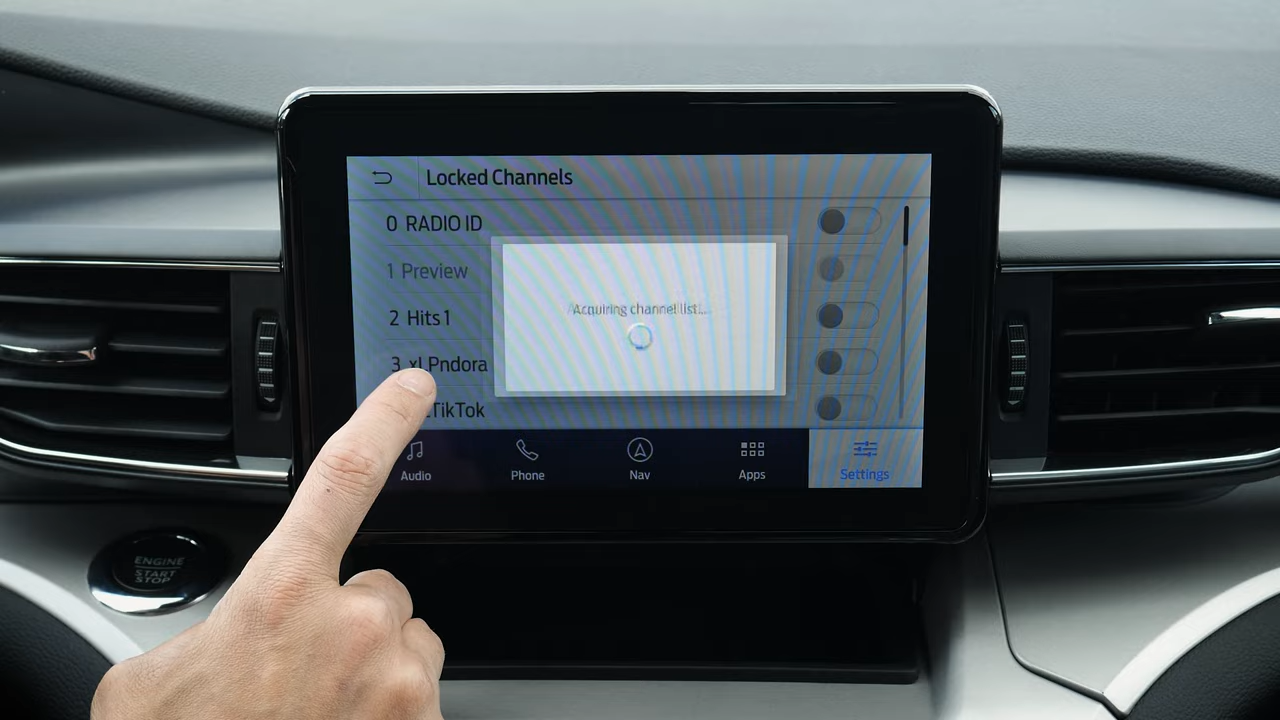 Locked Channels
0 RADIO ID
1 Preview
2 Hits 1
Acquiring channel list...
3 xl Pndora
TikTok
Audio
Phone
Nav
Apps
Settings
ENGINE
START
STOP